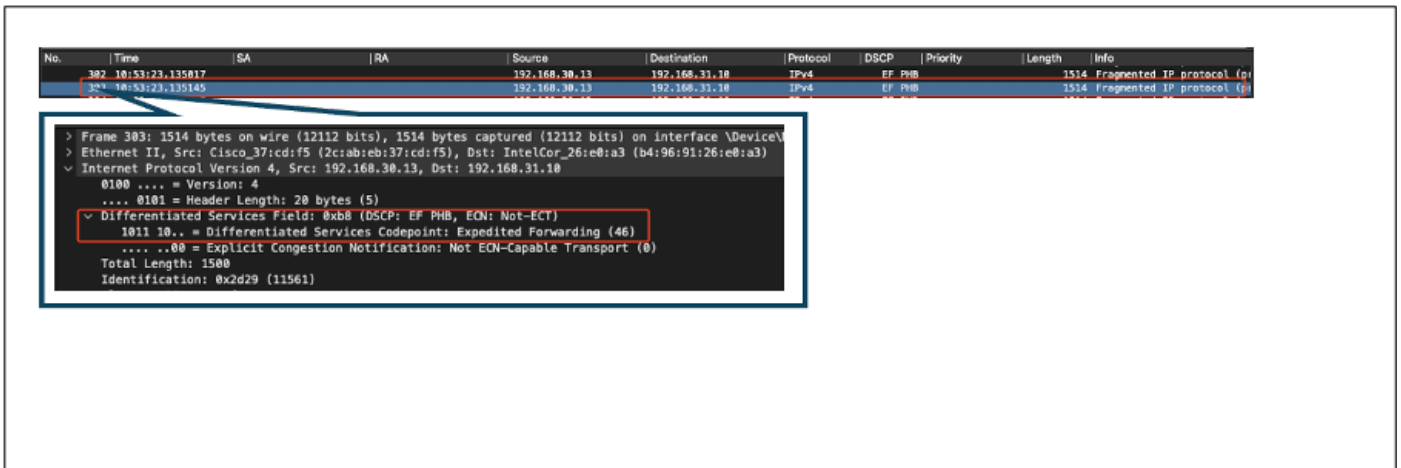 No. Time SA RA Source Destination Protocol DSCP Priority Length Info
302 10:53:23.135017 192.168.30.13 192.168.31.10 IPv4 EF PHB 1514 Fragmented IP protocol
303 10:53:23.135145 192.168.30.13 192.168.31.10 IPv4 EF PHB 1514 Fragmented IP protocol
> Frame 303: 1514 bytes on wire (12112 bits), 1514 bytes captured (12112 bits) on interface \Device\
> Ethernet II, Src: Cisco_37:cd:f5 (2c:ab:eb:37:cd:f5), Dst: IntelCor_26:e0:a3 (b4:96:91:26:e0:a3)
Internet Protocol Version 4, Src: 192.168.30.13, Dst: 192.168.31.10
0100 .... = Version: 4
.... 0101 = Header Length: 20 bytes (5)
Differentiated Services Field: 0xb8 (DSCP: EF PHB, ECN: Not-ECT)
1011 10.. = Differentiated Services Codepoint: Expedited Forwarding (46)
.... ..00 = Explicit Congestion Notification: Not ECN-Capable Transport (0)
Total Length: 1500
Identification: 0x2d29 (11561)